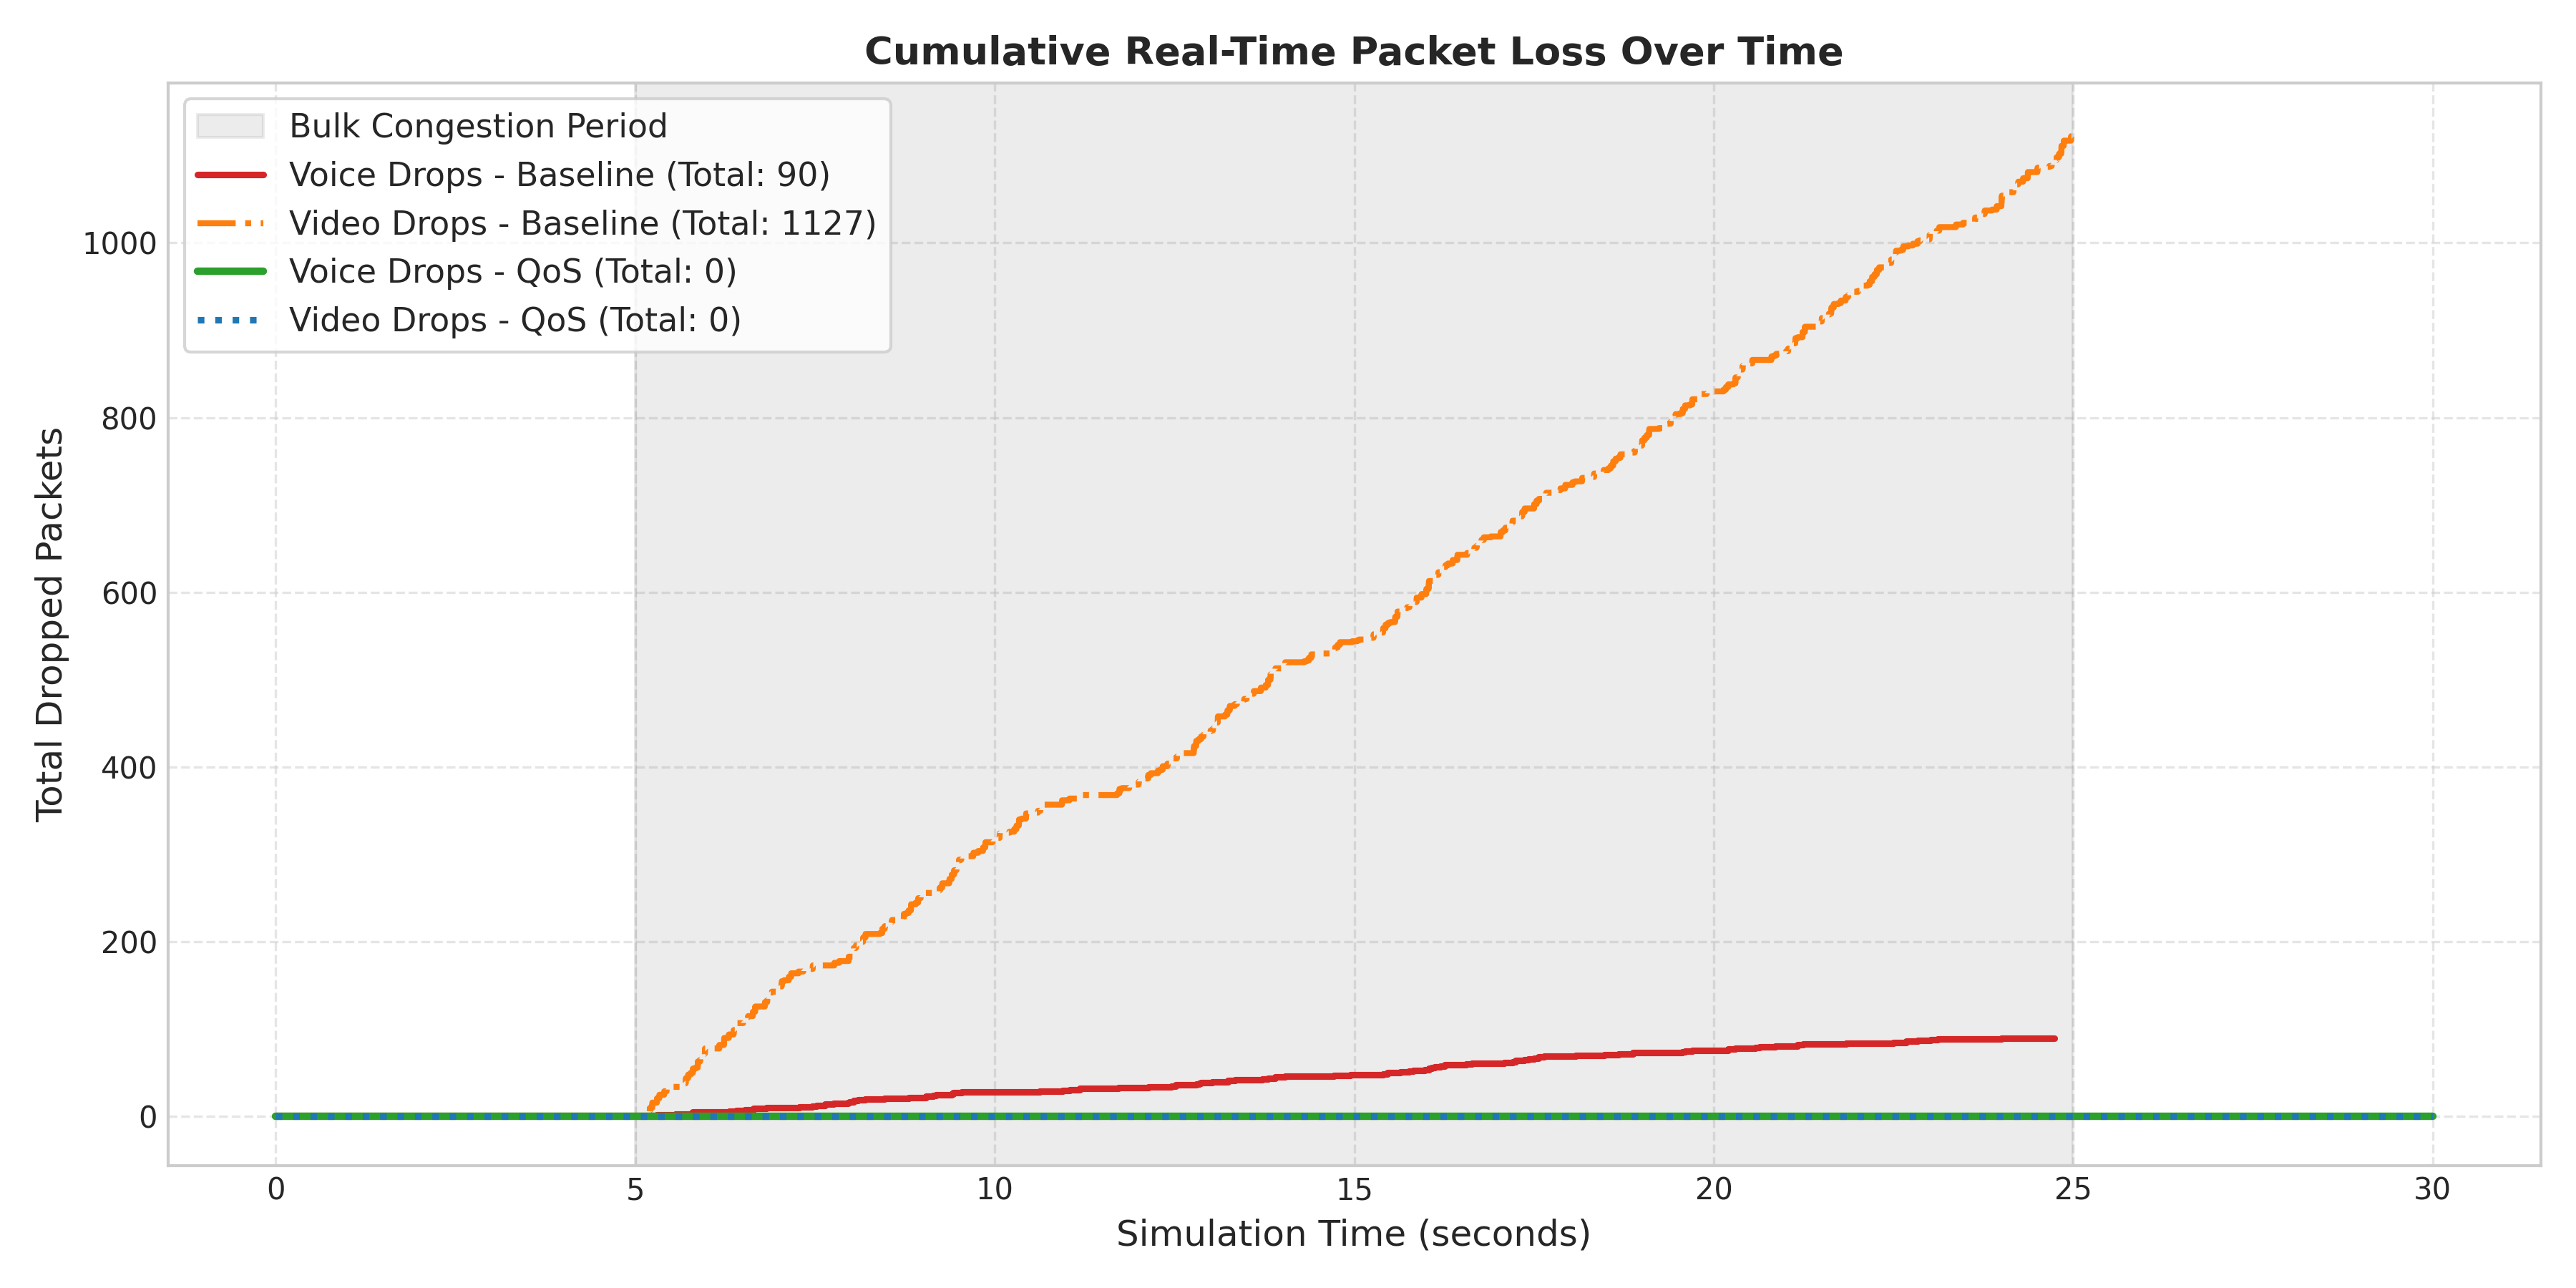 Cumulative Real-Time Packet Loss Over Time
Bulk Congestion Period
Voice Drops - Baseline (Total: 90)
Video Drops - Baseline (Total: 1127)
Voice Drops - QoS (Total: 0)
Video Drops - QoS (Total: 0)
Total Dropped Packets
1000
800
600
400
200
0
0 5 10 15 20 25 30
Simulation Time (seconds)